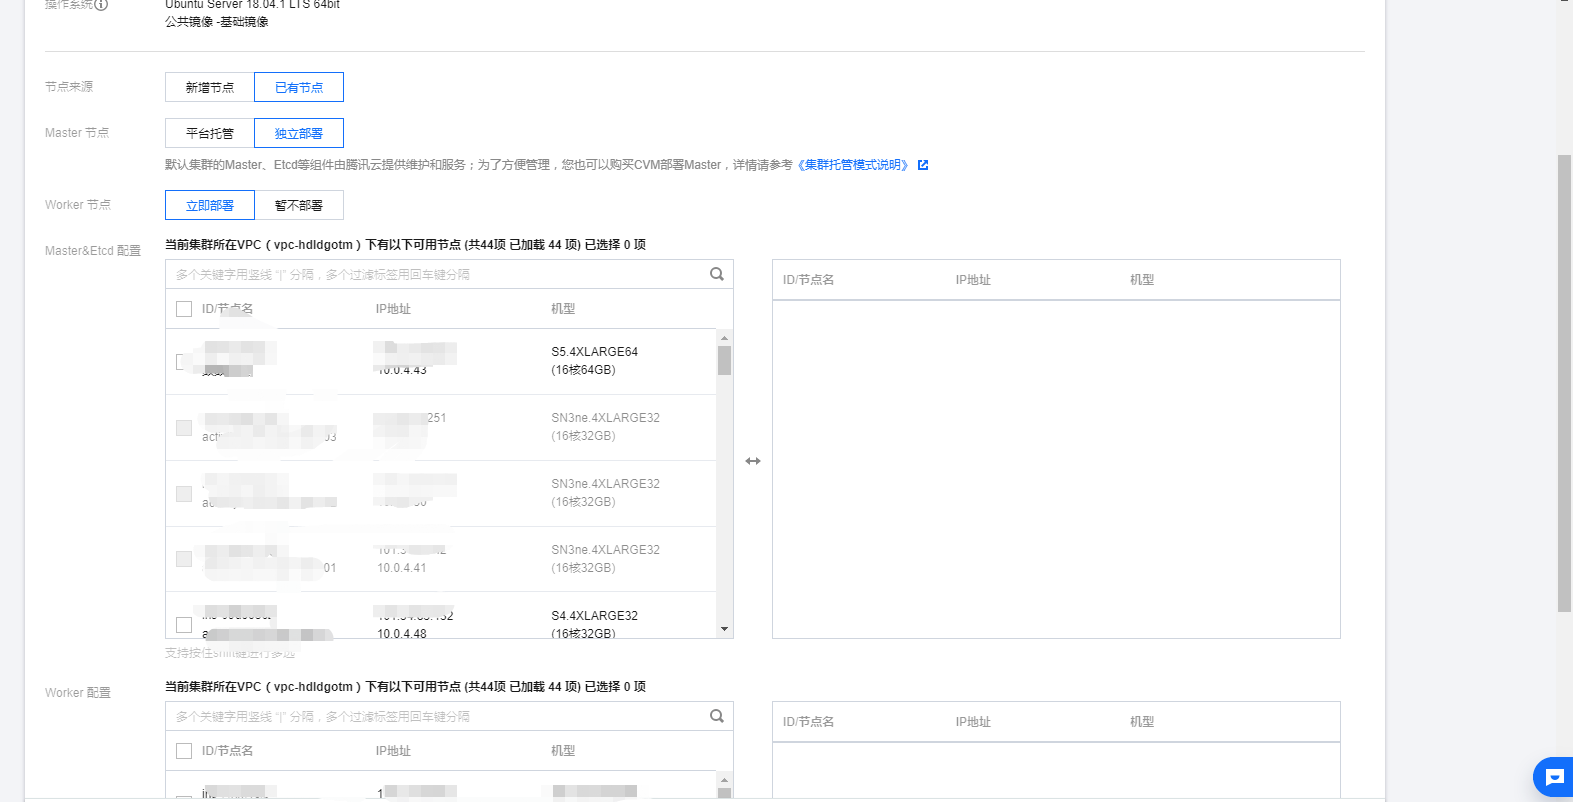 操作系统
Ubuntu Server 18.04.1 LTS 64bit
公共镜像 -基础镜像
节点来源
新增节点
已有节点
Master 节点
平台托管
独立部署
默认集群的Master、Etcd等组件由腾讯云提供维护和服务；为了方便管理，您也可以购买CVM部署Master，详情请参考《集群托管模式说明》
Worker 节点
立即部署
暂不部署
Master&Etcd 配置
当前集群所在VPC（vpc-hdldgotm）下有以下可用节点 (共44项 已加载 44 项) 已选择 0 项
多个关键字用竖线 "|" 分隔，多个过滤标签用回车键分隔
ID/节点名
IP地址
机型
ID/节点名
IP地址
机型
S5.4XLARGE64
10.0.4.43
(16核64GB)
251
SN3ne.4XLARGE32
03
(16核32GB)
SN3ne.4XLARGE32
(16核32GB)
SN3ne.4XLARGE32
01
10.0.4.41
(16核32GB)
S4.4XLARGE32
10.0.4.48
(16核32GB)
支持按住shift键进行多选
Worker 配置
当前集群所在VPC（vpc-hdldgotm）下有以下可用节点 (共44项 已加载 44 项) 已选择 0 项
多个关键字用竖线 "|" 分隔，多个过滤标签用回车键分隔
ID/节点名
IP地址
机型
ID/节点名
IP地址
机型